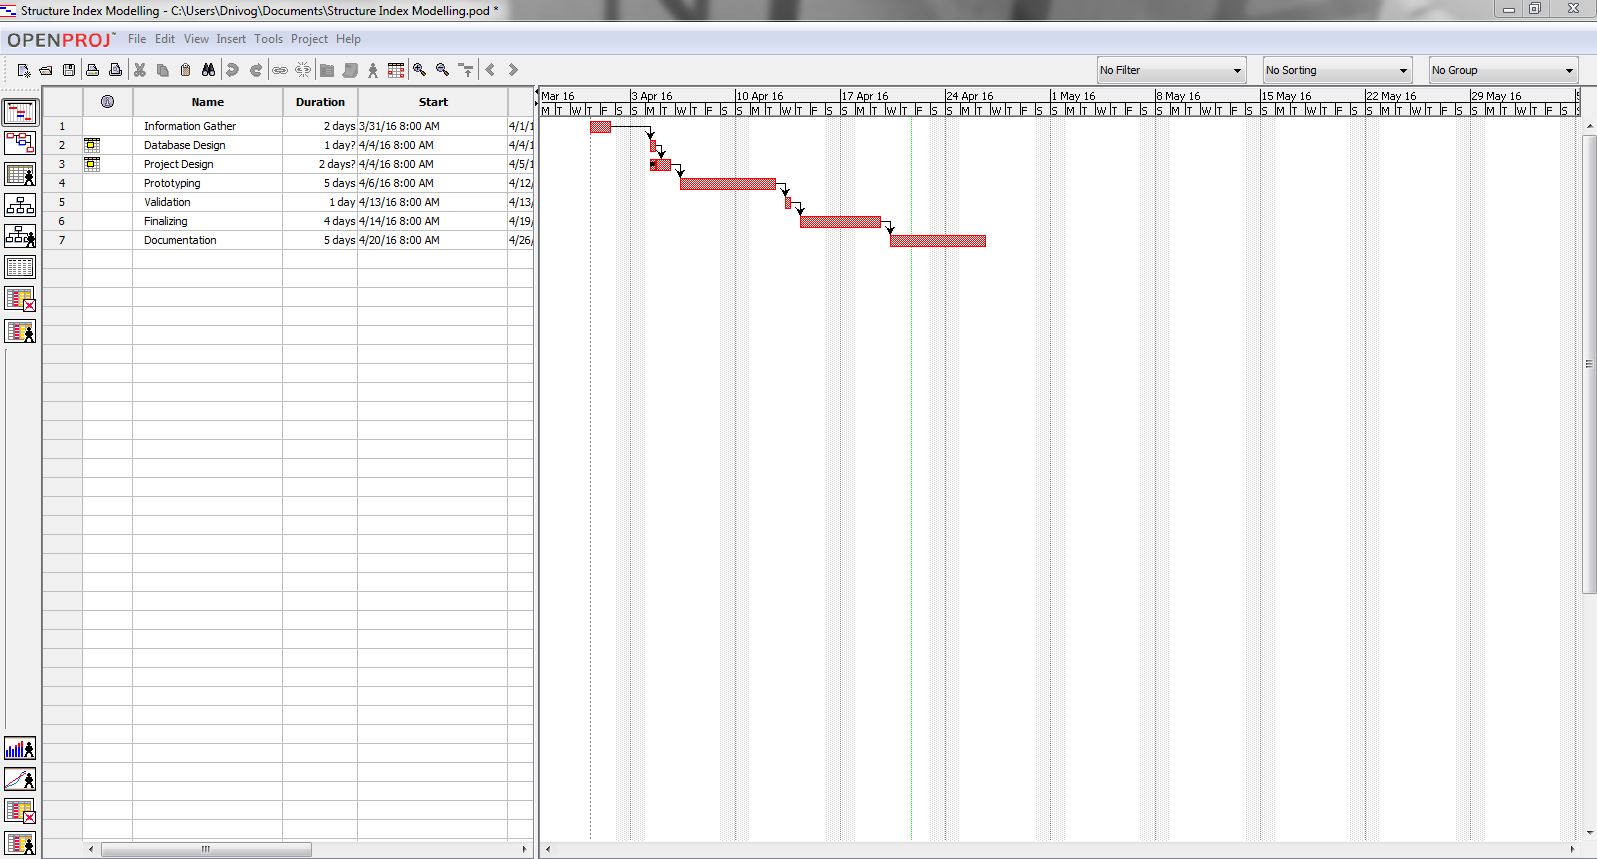 Structure Index Modelling - C:\Users\Dnivog\Documents\Structure Index Modelling.pod *
OPENPROJ™ File Edit View Insert Tools Project Help
No Filter No Sorting No Group
Name Duration Start
Mar 16 3 Apr 16 10 Apr 16 17 Apr 16 24 Apr 16 1 May 16 8 May 16 15 May 16 22 May 16 29 May 16
M T W T F S S M T W T F S S M T W T F S S M T W T F S S M T W T F S S M T W T F S S M T W T F S S M T W T F S S M T W T F S S M T W T F S S
1 Information Gather 2 days 3/31/16 8:00 AM 4/1/1
2 Database Design 1 day? 4/4/16 8:00 AM 4/4/1
3 Project Design 2 days? 4/4/16 8:00 AM 4/5/1
4 Prototyping 5 days 4/6/16 8:00 AM 4/12/
5 Validation 1 day 4/13/16 8:00 AM 4/13/
6 Finalizing 4 days 4/14/16 8:00 AM 4/19/
7 Documentation 5 days 4/20/16 8:00 AM 4/26/